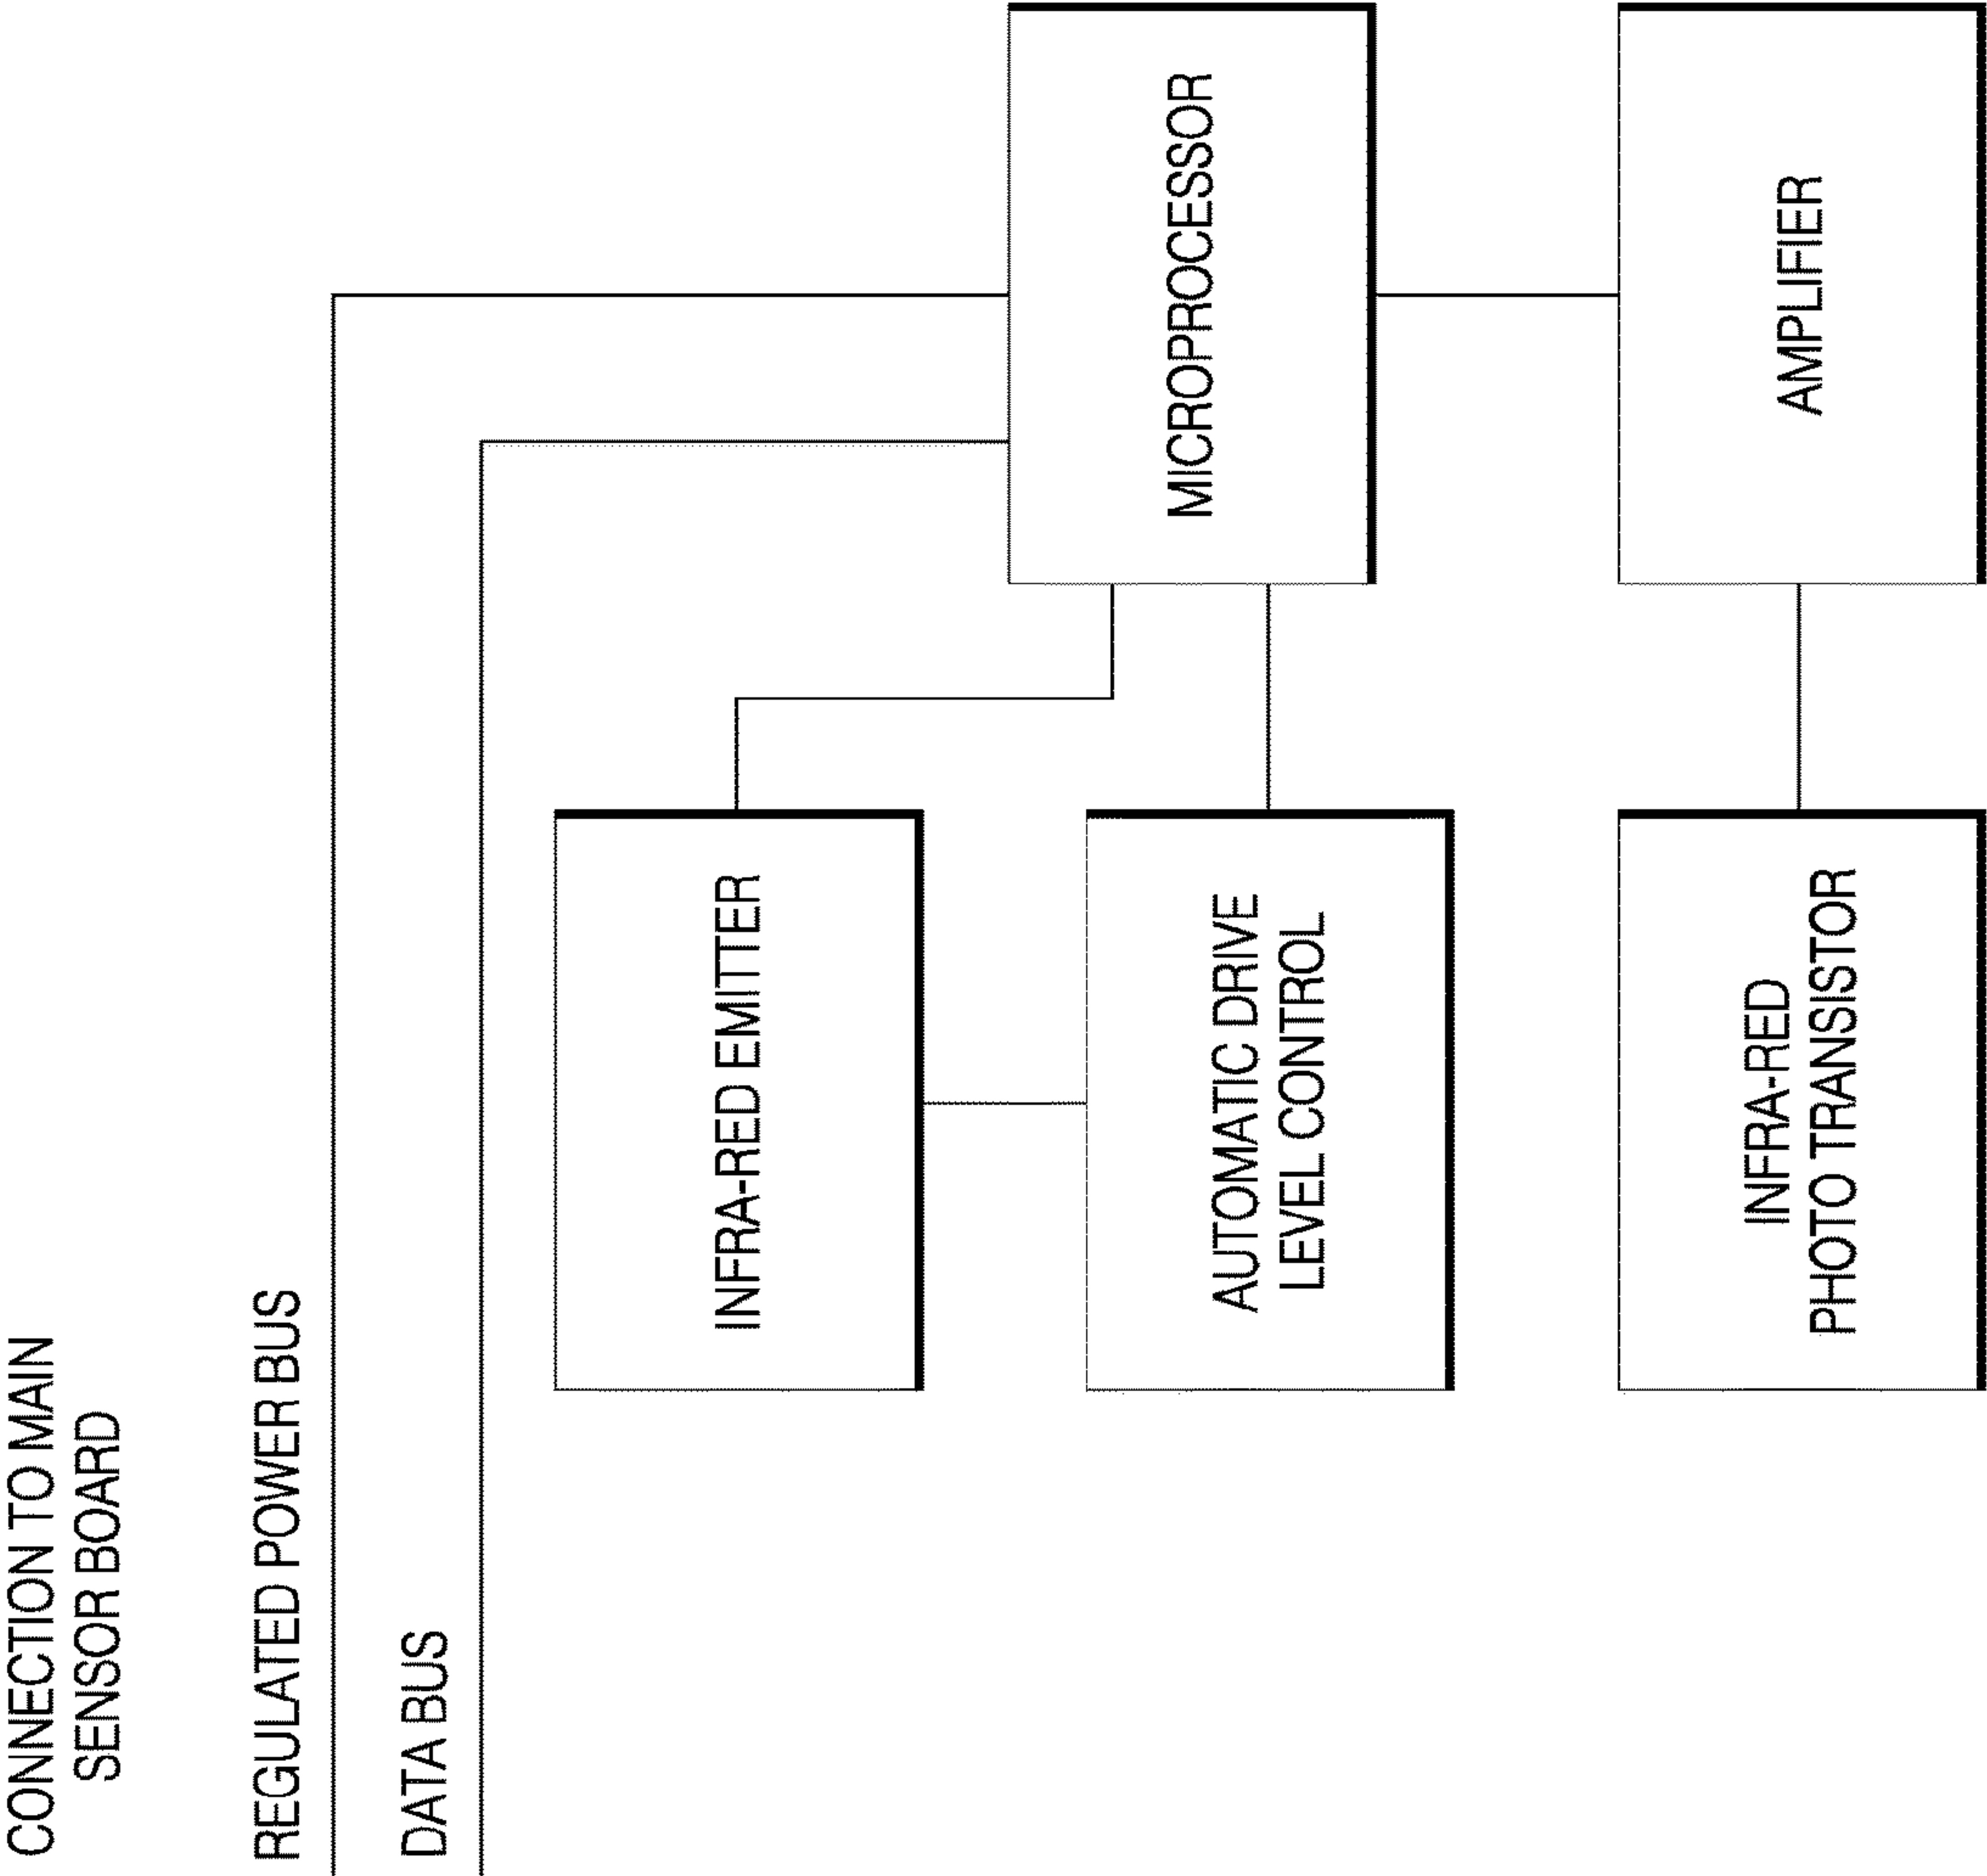 CONNECTION TO MAIN
SENSOR BOARD
REGULATED POWER BUS
DATA BUS
INFRA-RED EMITTER
MICROPROCESSOR
AUTOMATIC DRIVE
LEVEL CONTROL
INFRA-RED
PHOTO TRANSISTOR
AMPLIFIER